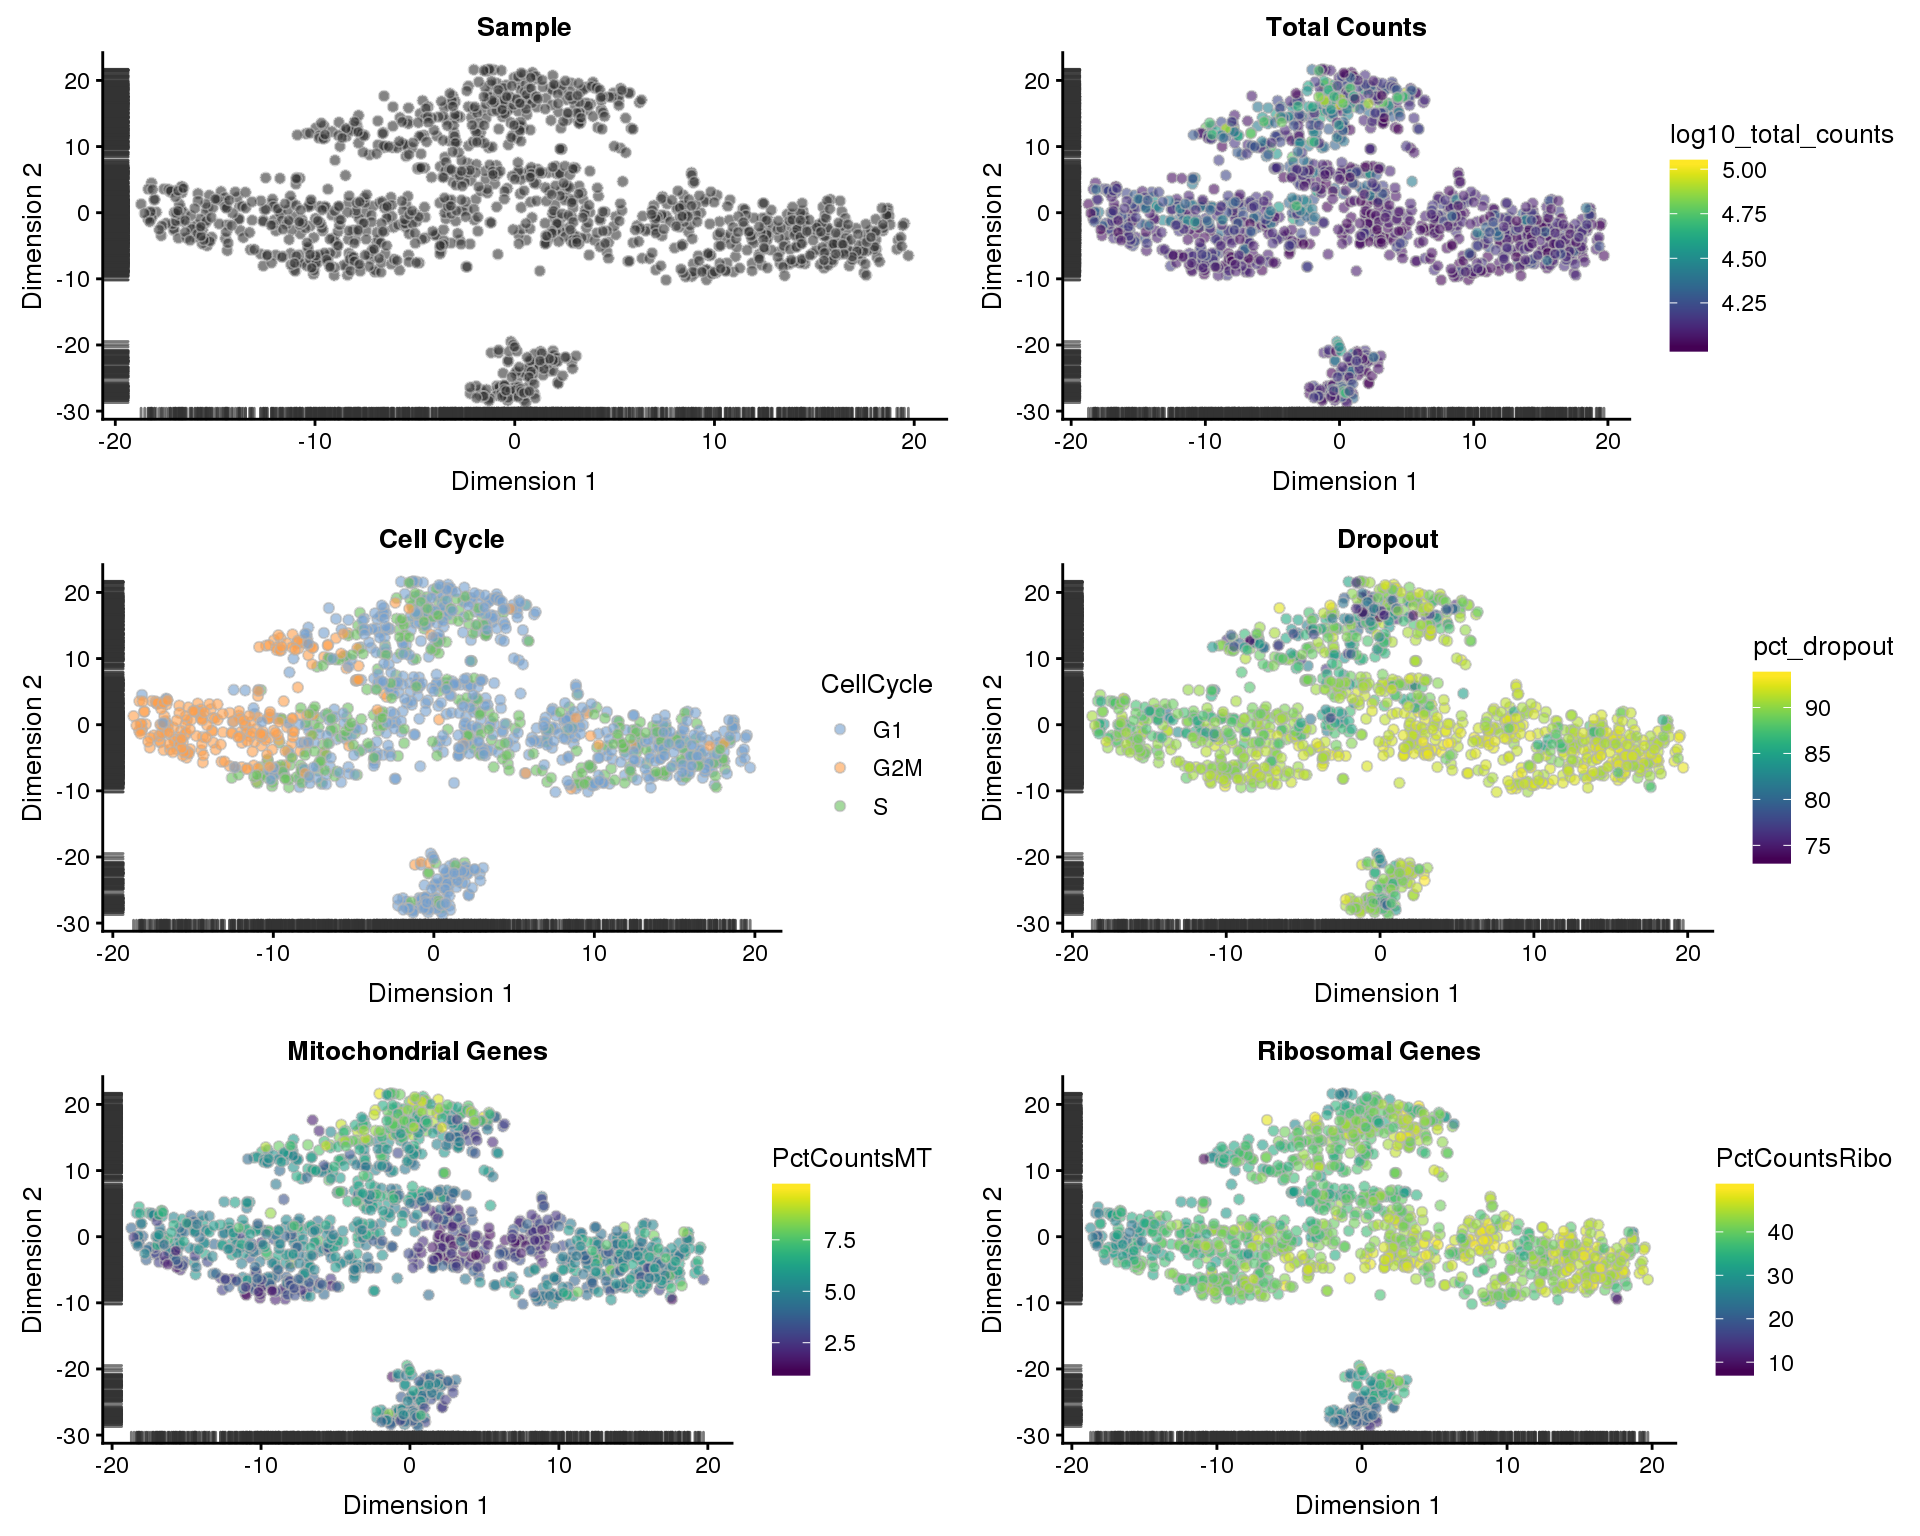 Sample
20
10
0
-10
-20
-30
Dimension 2
-20 -10 0 10 20
Dimension 1
Total Counts
20
10
0
-10
-20
-30
Dimension 2
-20 -10 0 10 20
Dimension 1
log10_total_counts
5.00
4.75
4.50
4.25
Cell Cycle
20
10
0
-10
-20
-30
Dimension 2
-20 -10 0 10 20
Dimension 1
CellCycle
G1
G2M
S
Dropout
20
10
0
-10
-20
-30
Dimension 2
-20 -10 0 10 20
Dimension 1
pct_dropout
90
85
80
75
Mitochondrial Genes
20
10
0
-10
-20
-30
Dimension 2
-20 -10 0 10 20
Dimension 1
PctCountsMT
7.5
5.0
2.5
Ribosomal Genes
20
10
0
-10
-20
-30
Dimension 2
-20 -10 0 10 20
Dimension 1
PctCountsRibo
40
30
20
10